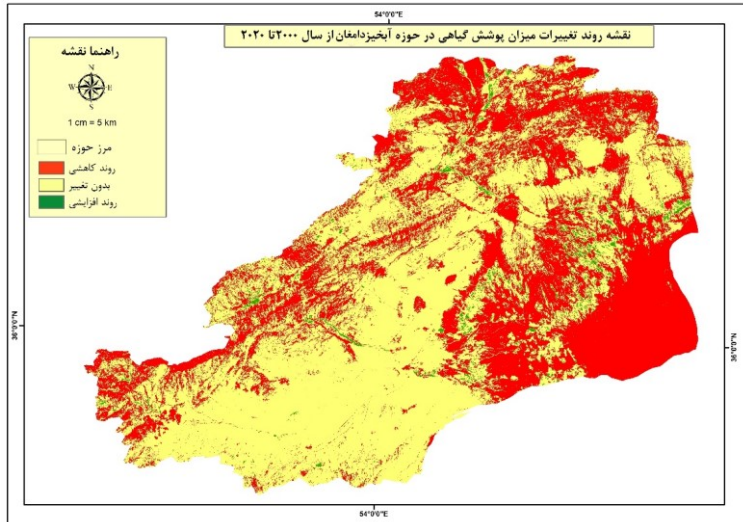 54°0'0"E
نقشه روند تغییرات میزان پوشش گیاهی در حوزه آبخیزدامغان از سال ۲۰۰۰تا ۲۰۲۰
راهنما نقشه
N
W E
S
1 cm = 5 km
مرز حوزه
روند کاهشی
بدون تغییر
روند افزایشی
36°0'0"N
36°0'0"N
54°0'0"E